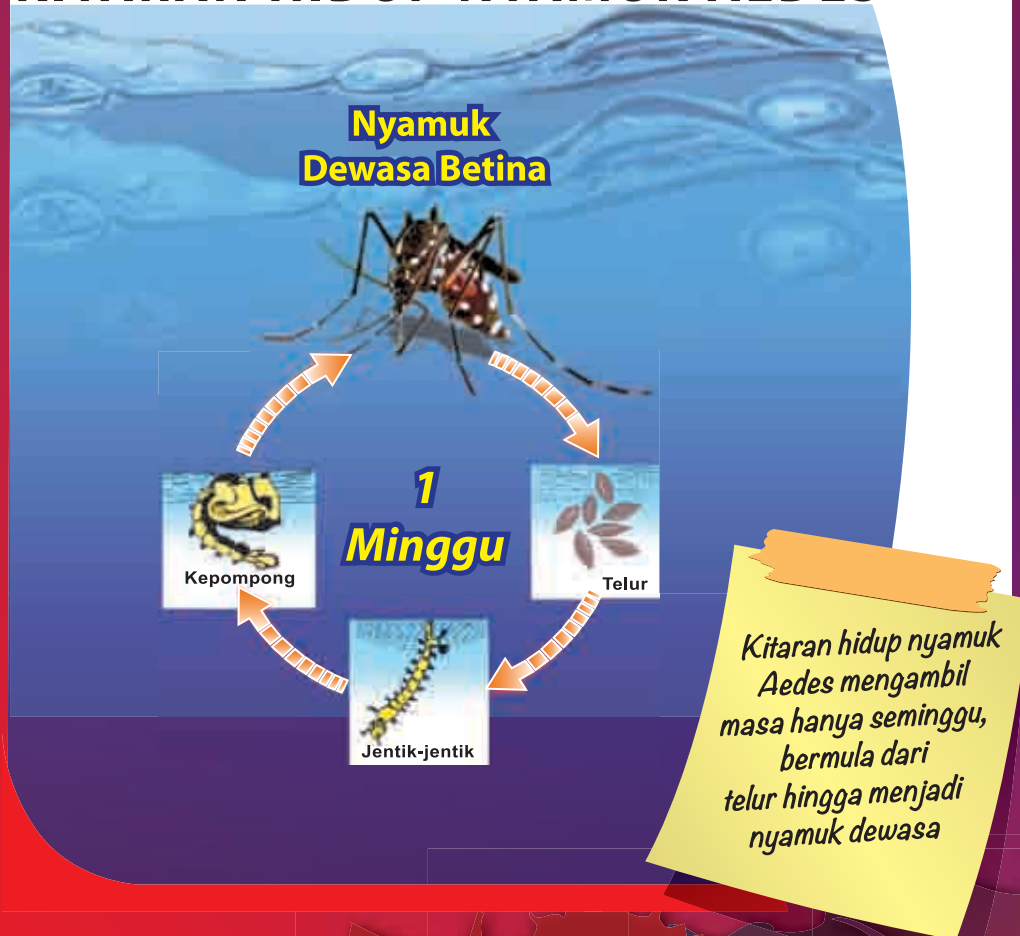 Nyamuk
Dewasa Betina
1
Minggu
Kepompong
Telur
Jentik-jentik
Kitaran hidup nyamuk
Aedes mengambil
masa hanya seminggu,
bermula dari
telur hingga menjadi
nyamuk dewasa